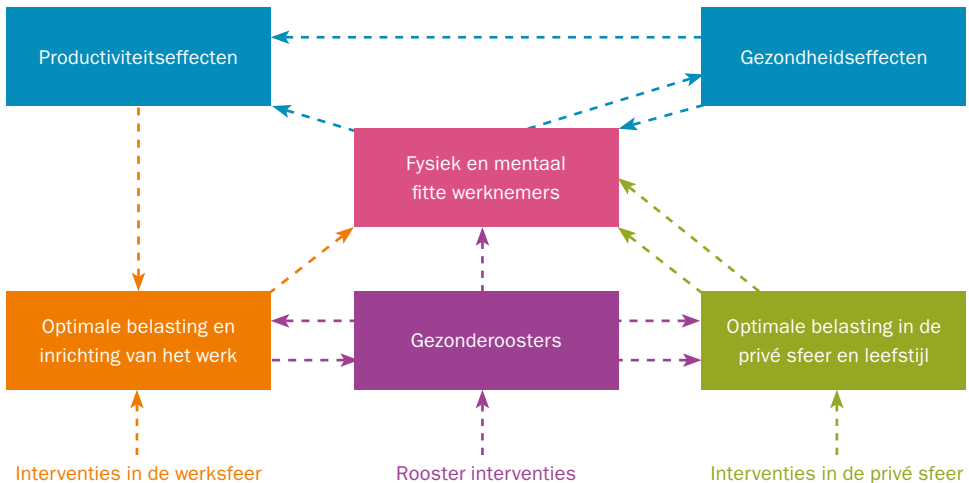 Productiviteitseffecten
Gezondheidseffecten
Fysiek en mentaal
fitte werknemers
Optimale belasting en
inrichting van het werk
Gezonderoosters
Optimale belasting in de
privé sfeer en leefstijl
Interventies in de werksfeer
Rooster interventies
Interventies in de privé sfeer